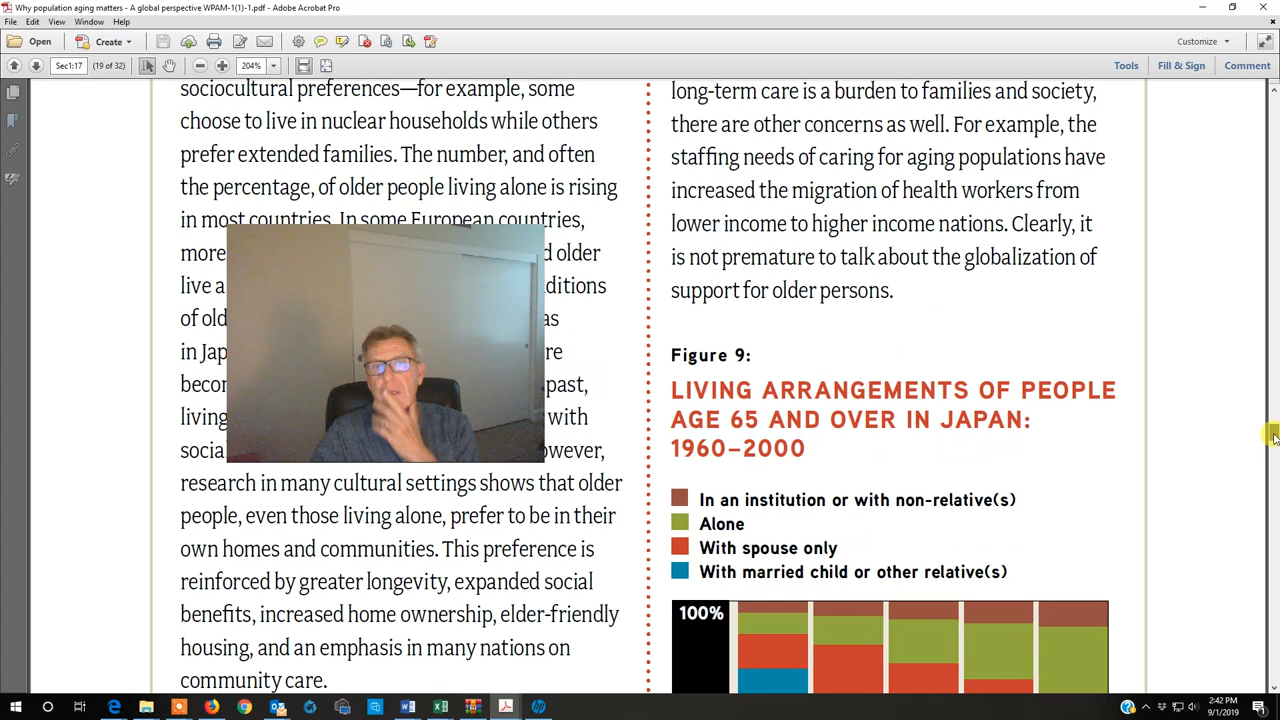 Why population aging matters - A global perspective WPAM-1(1)-1.pdf - Adobe Acrobat Pro
File Edit View Window Help
Open Create Customize
Sec1:17 (19 of 32) 204% Tools Fill & Sign Comment
sociocultural preferences—for example, some
choose to live in nuclear households while others
prefer extended families. The number, and often
the percentage, of older people living alone is rising
in most countries. In some European countries,
more d older
live a ditions
of old as
in Jap re
becom past,
living with
social owever,
research in many cultural settings shows that older
people, even those living alone, prefer to be in their
own homes and communities. This preference is
reinforced by greater longevity, expanded social
benefits, increased home ownership, elder-friendly
housing, and an emphasis in many nations on
community care.
long-term care is a burden to families and society,
there are other concerns as well. For example, the
staffing needs of caring for aging populations have
increased the migration of health workers from
lower income to higher income nations. Clearly, it
is not premature to talk about the globalization of
support for older persons.
Figure 9:
LIVING ARRANGEMENTS OF PEOPLE
AGE 65 AND OVER IN JAPAN:
1960–2000
In an institution or with non-relative(s)
Alone
With spouse only
With married child or other relative(s)
100%
2:42 PM
9/1/2019